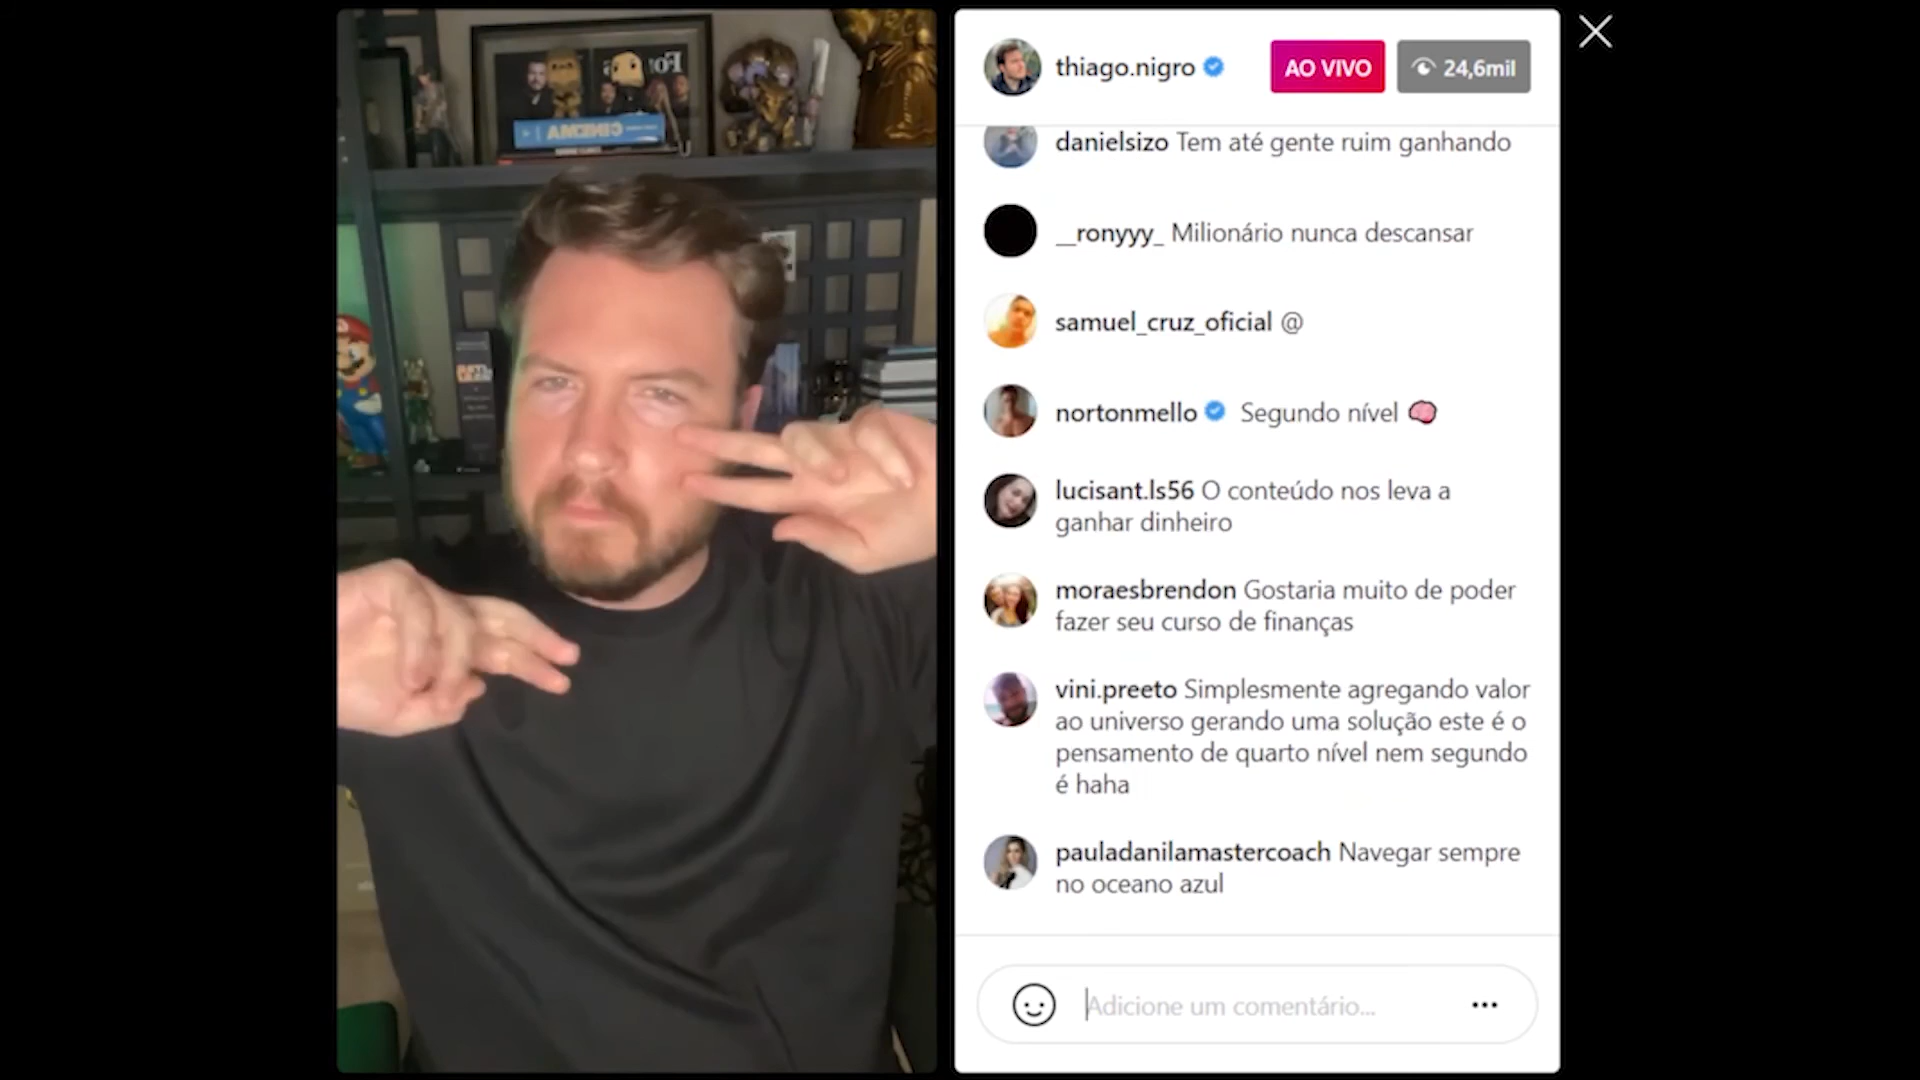 thiago.nigro
AO VIVO
24,6mil
danielsizo Tem até gente ruim ganhando
__ronyyy_ Milionário nunca descansar
samuel_cruz_oficial @
nortonmello Segundo nível 🧠
lucisant.ls56 O conteúdo nos leva a
ganhar dinheiro
moraesbrendon Gostaria muito de poder
fazer seu curso de finanças
vini.preeto Simplesmente agregando valor
ao universo gerando uma solução este é o
pensamento de quarto nível nem segundo
é haha
pauladanilamastercoach Navegar sempre
no oceano azul
Adicione um comentário...
CINEMA